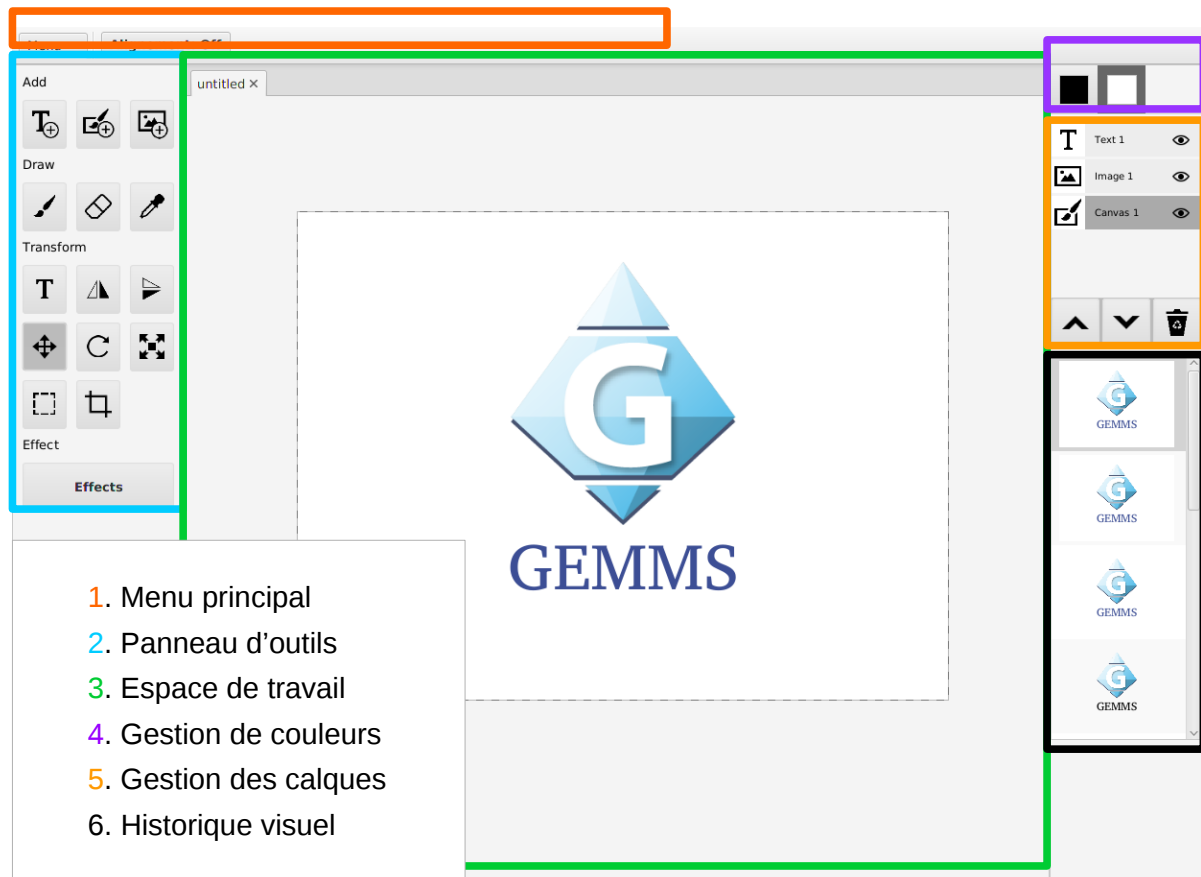 untitled ×
Add
Draw
Transform
Effect
Effects
Text 1
Image 1
Canvas 1
G
GEMMS
G
GEMMS
G
GEMMS
G
GEMMS
G
GEMMS
1. Menu principal
2. Panneau d’outils
3. Espace de travail
4. Gestion de couleurs
5. Gestion des calques
6. Historique visuel